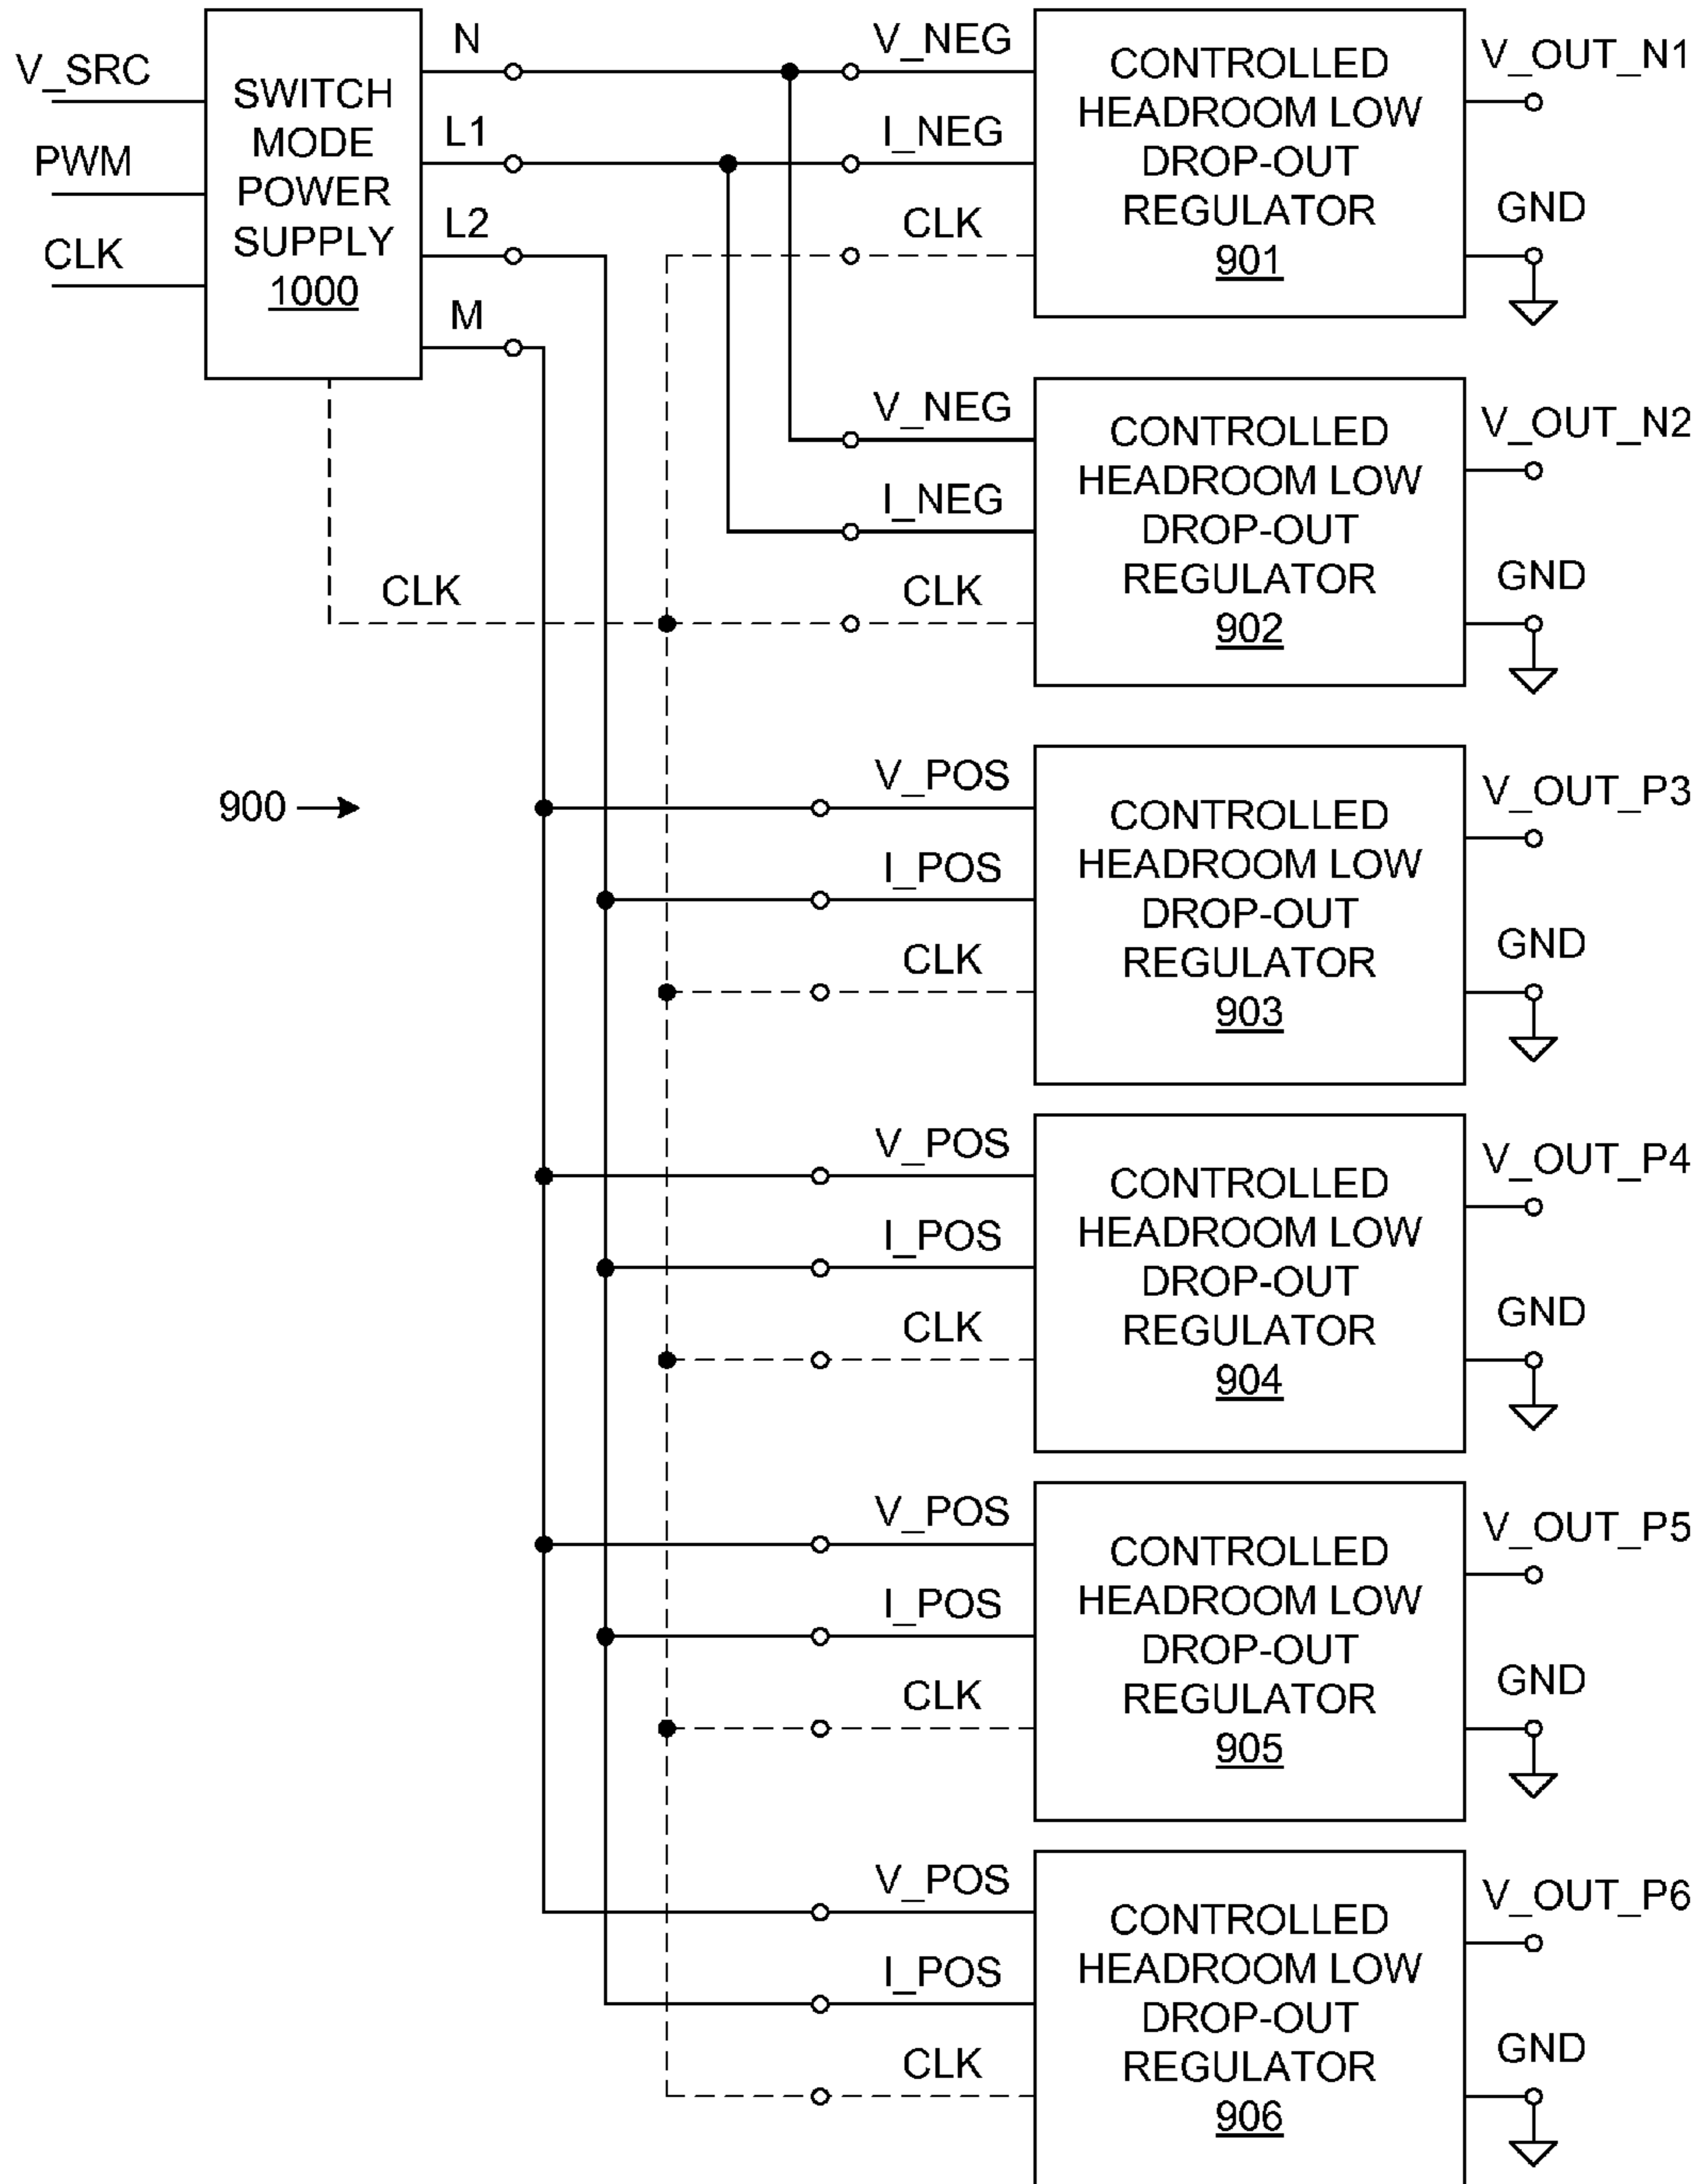 V_SRC
PWM
CLK
SWITCH
MODE
POWER
SUPPLY
1000
N
L1
L2
M
CLK
900
V_NEG
I_NEG
CLK
CONTROLLED
HEADROOM LOW
DROP-OUT
REGULATOR
901
V_OUT_N1
GND
V_NEG
I_NEG
CLK
CONTROLLED
HEADROOM LOW
DROP-OUT
REGULATOR
902
V_OUT_N2
GND
V_POS
I_POS
CLK
CONTROLLED
HEADROOM LOW
DROP-OUT
REGULATOR
903
V_OUT_P3
GND
V_POS
I_POS
CLK
CONTROLLED
HEADROOM LOW
DROP-OUT
REGULATOR
904
V_OUT_P4
GND
V_POS
I_POS
CLK
CONTROLLED
HEADROOM LOW
DROP-OUT
REGULATOR
905
V_OUT_P5
GND
V_POS
I_POS
CLK
CONTROLLED
HEADROOM LOW
DROP-OUT
REGULATOR
906
V_OUT_P6
GND